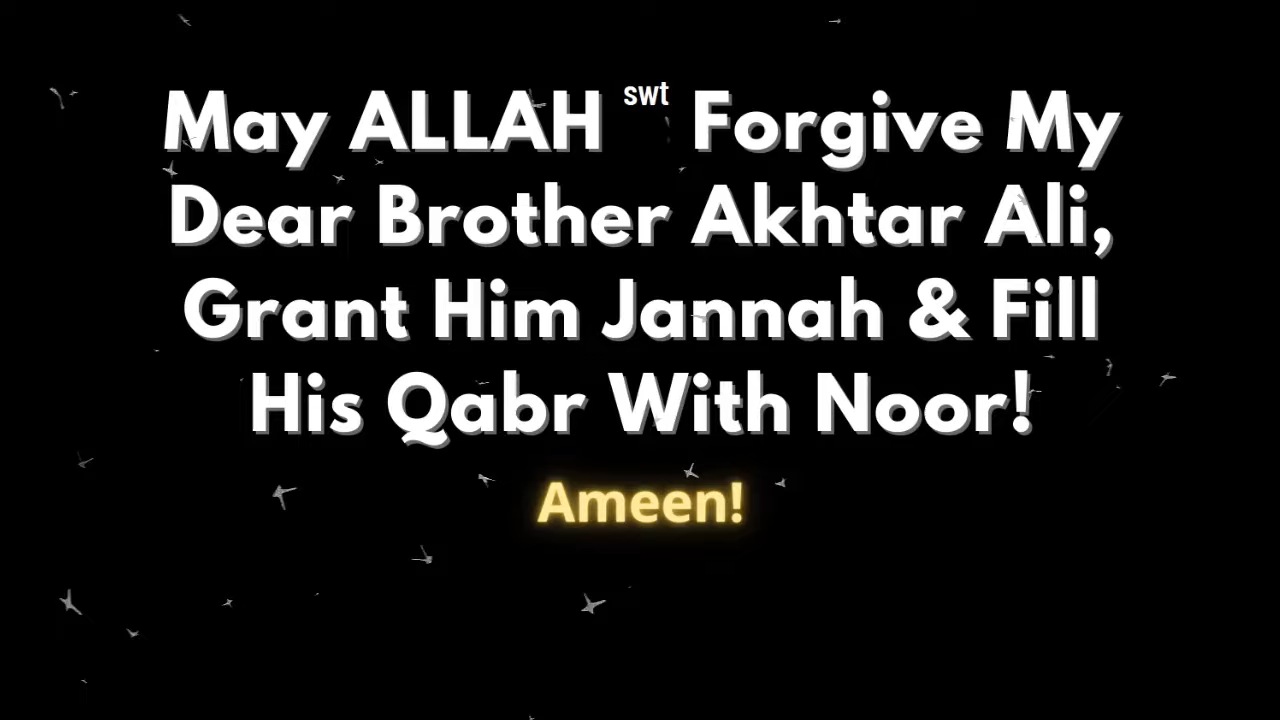 May ALLAH swt Forgive My
Dear Brother Akhtar Ali,
Grant Him Jannah & Fill
His Qabr With Noor!
Ameen!